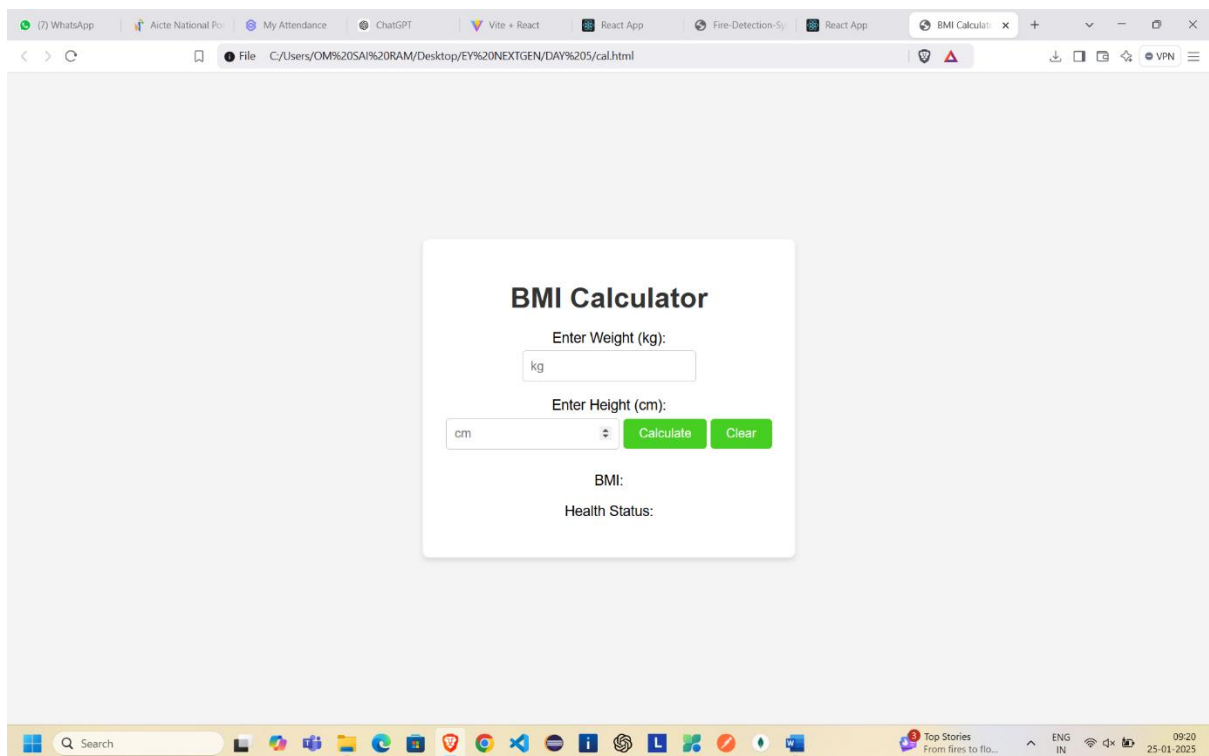 (7) WhatsApp
Aicte National Po
My Attendance
ChatGPT
Vite + React
React App
Fire-Detection-Sy
React App
BMI Calculat
File C:/Users/OM%20SAI%20RAM/Desktop/EY%20NEXTGEN/DAY%205/cal.html
VPN
BMI Calculator
Enter Weight (kg):
kg
Enter Height (cm):
cm
Calculate
Clear
BMI:
Health Status:
Search
3
Top Stories
From fires to flo...
ENG
IN
09:20
25-01-2025